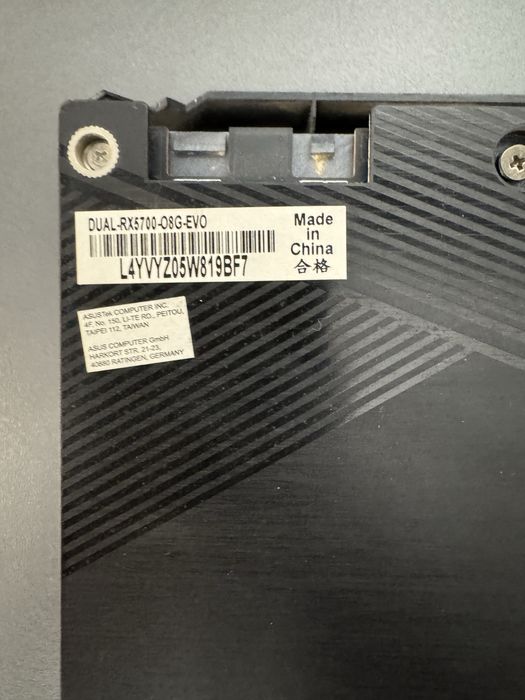 DUAL-RX5700-O8G-EVO
Made
in
China
合格
L4YVYZ05W819BF7
ASUSTek COMPUTER INC.
4F, No. 150, LI-TE RD., PEITOU,
TAIPEI 112, TAIWAN
ASUS COMPUTER GmbH
HARKORT STR. 21-23,
40880 RATINGEN, GERMANY